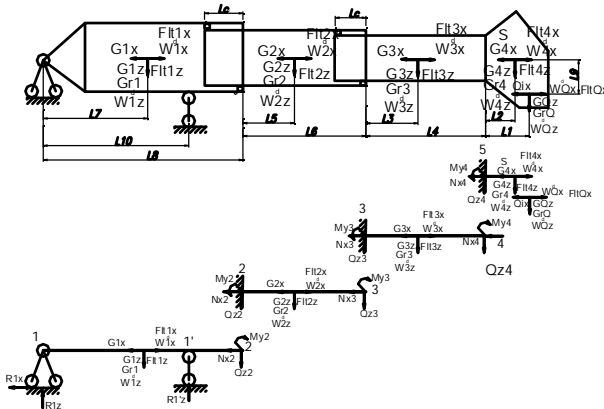 Lc
Lc
Flt1x
d
G1x W1x
G1z Flt1z
Gr1
d
W1z
Flt2x
d
G2x W2x
G2z Flt2z
Gr2
d
W2z
Flt3x
d
G3x W3x
G3z Flt3z
Gr3
d
W3z
S Flt4x
d
G4x W4x
G4z Flt4z
Gr4
d
W4z
Qix WQx FltQx
GQz
GrQ
WQz
L9
L7
L10
L8
L5
L6
L3
L4
L2
L1
5
My4
Nx4
Qz4
S Flt4x
d
G4x W4x
G4z Flt4z
Gr4
d
W4z
Qix WQx FltQx
GQz
GrQ
WQz
3
My3
Nx3
Qz3
Flt3x
d
G3x W3x
G3z Flt3z
Gr3
d
W3z
My4
Nx4 4
Qz4
2
My2
Nx2
Qz2
Flt2x
d
G2x W2x
G2z Flt2z
Gr2
d
W2z
My3
Nx3 3
Qz3
1
Flt1x
d
G1x W1x
G1z Flt1z
Gr1
d
W1z
1'
My2
Nx2 2
Qz2
R1x
R1z
R1'z